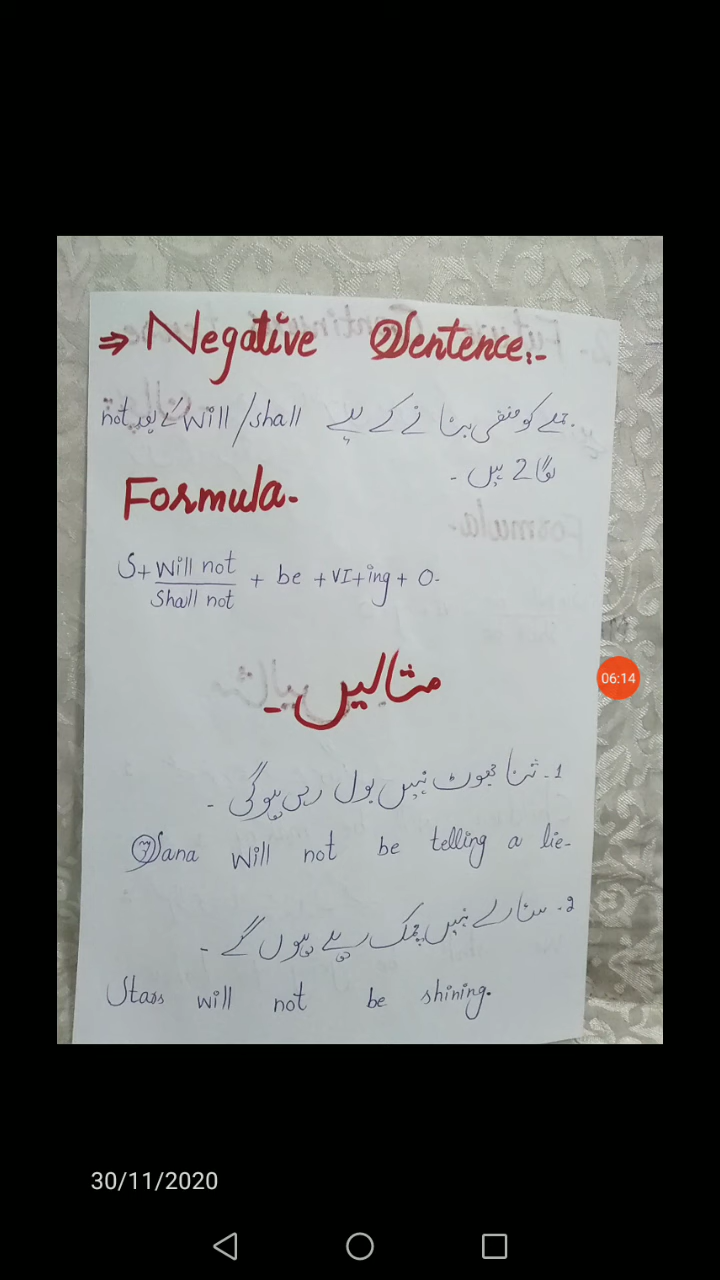 ⇒ Negative Sentence:-
جملے کو منفی بنانے کے لیے will/shall کے بعد not
لگاتے ہیں -
Formula.
S+ Will not / Shall not + be + VI+ing + O.
مثالیں -
1. ثنا جھوٹ نہیں بول رہی ہوگی -
Sana will not be telling a lie-
2. ستارے نہیں چمک رہے ہوں گے -
Stars will not be shining.
06:14
30/11/2020